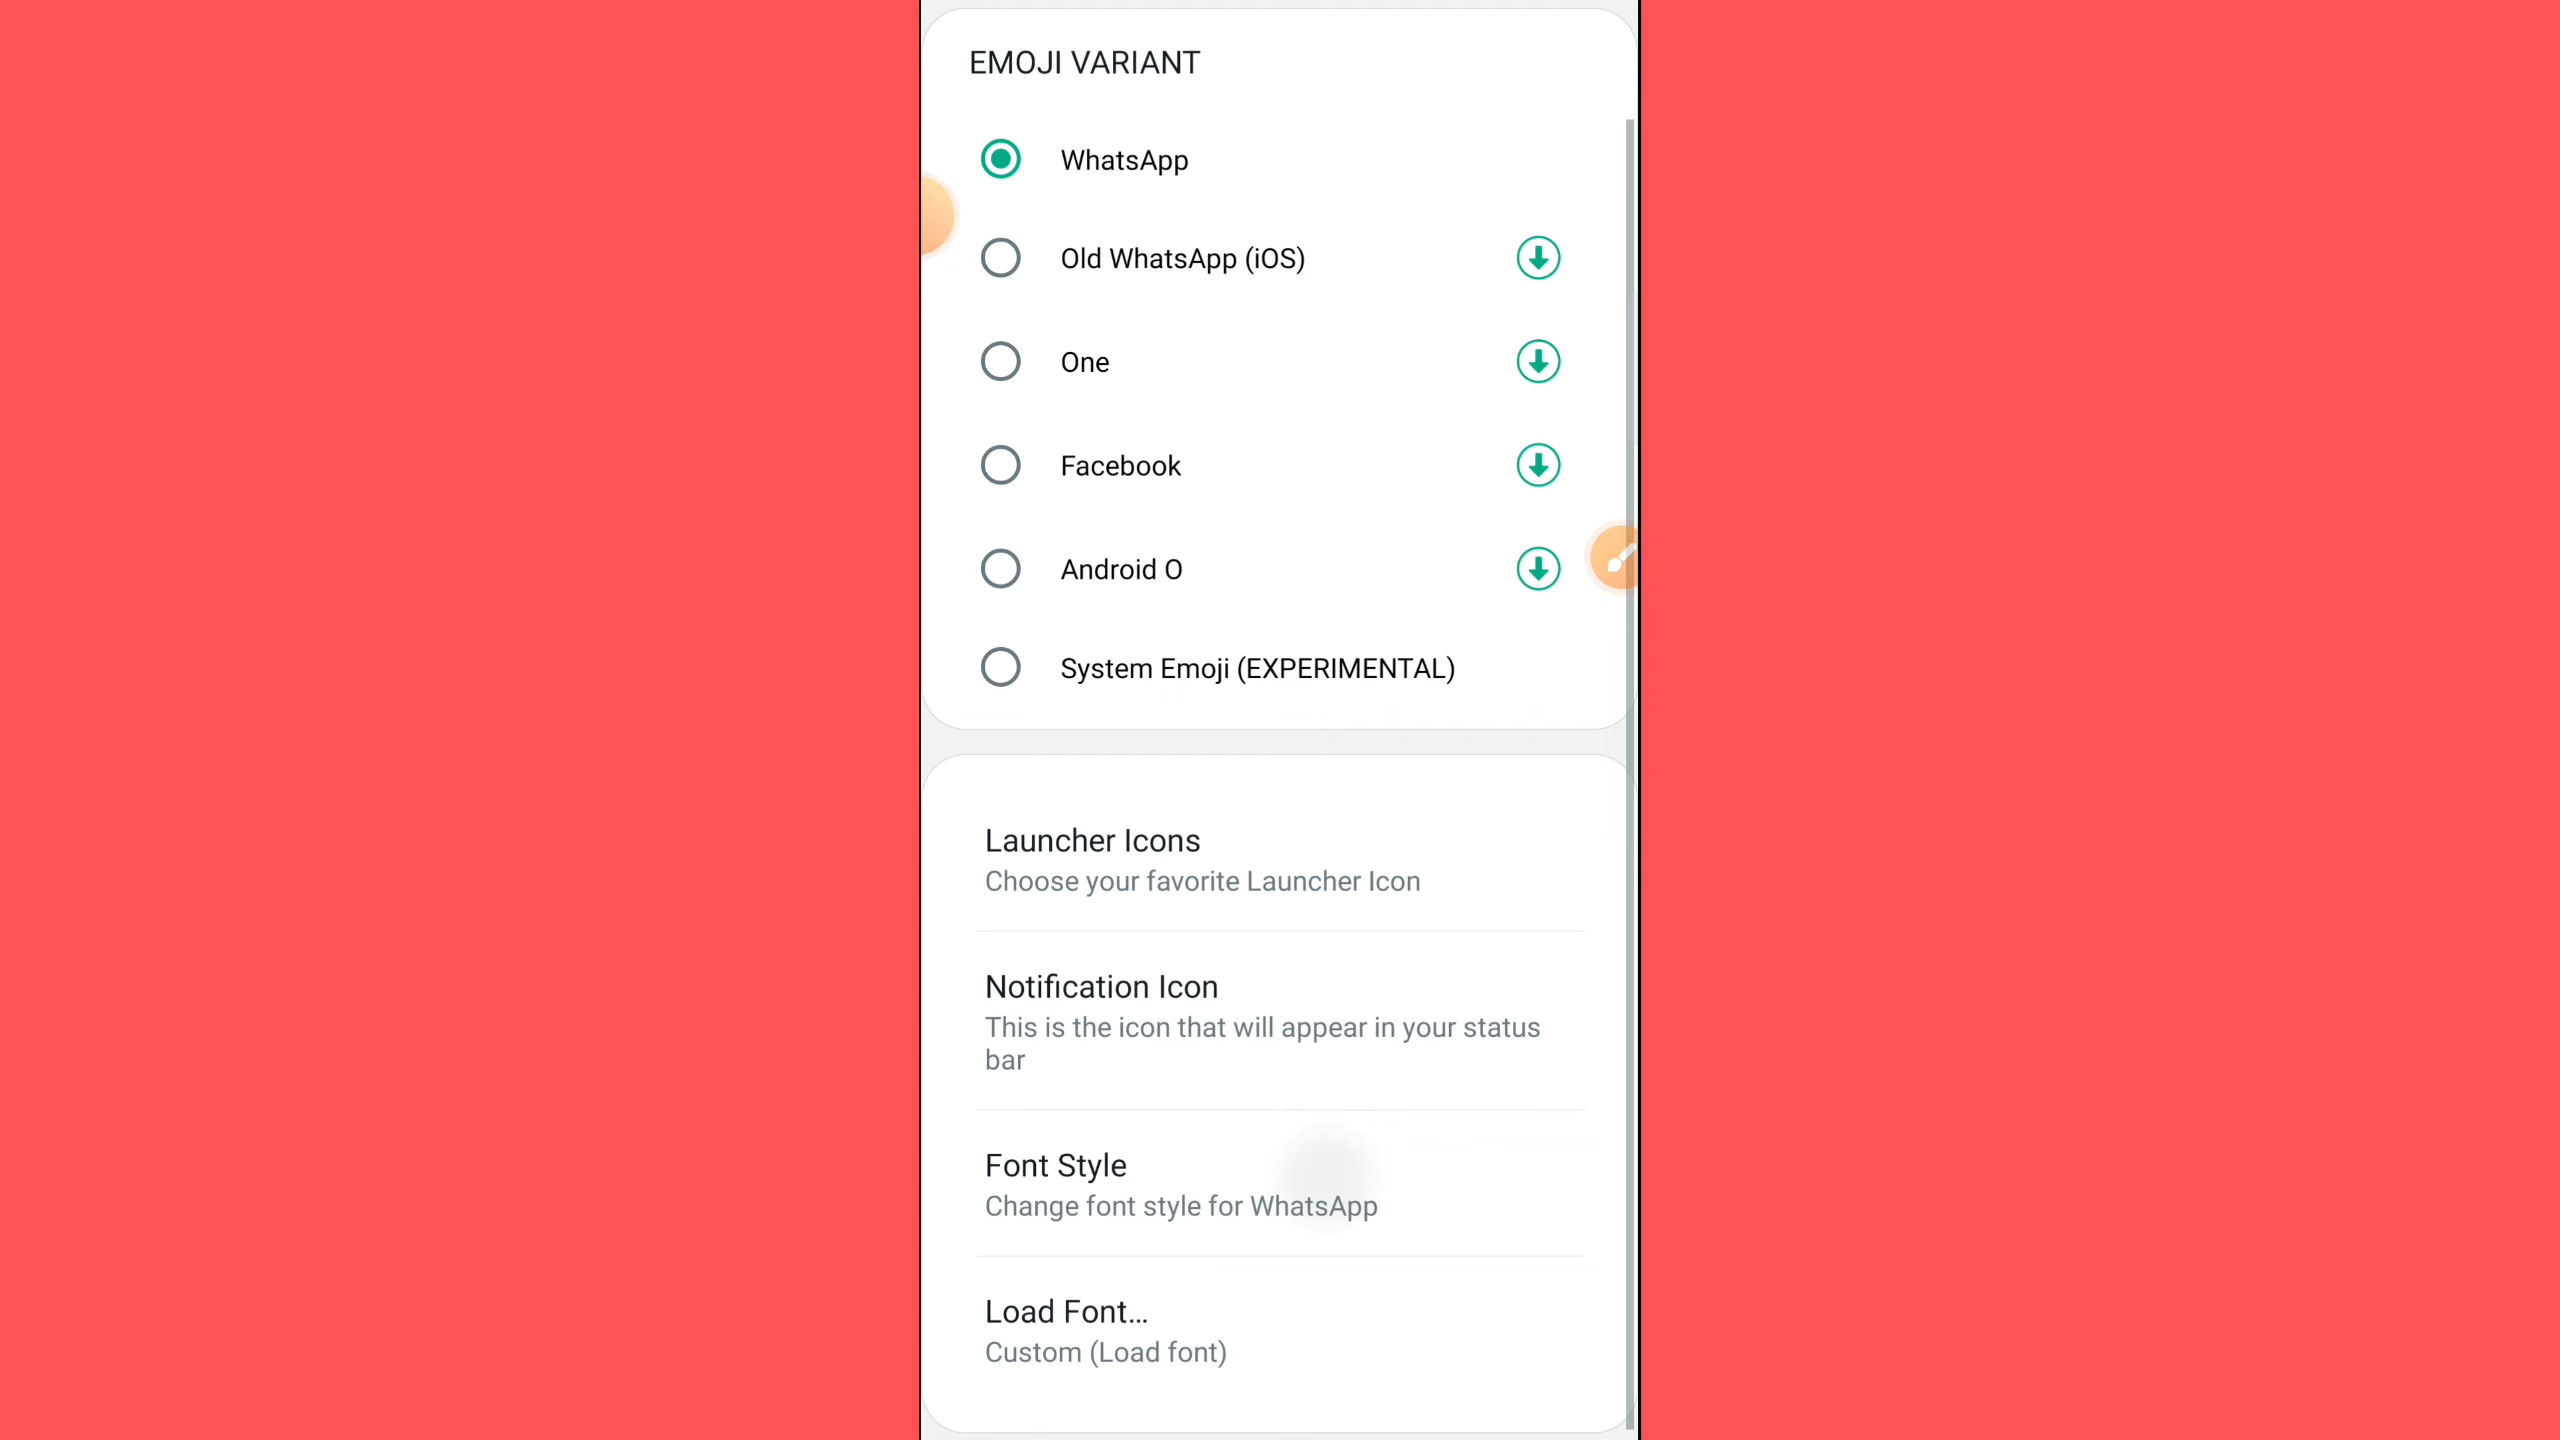 EMOJI VARIANT
WhatsApp
Old WhatsApp (iOS)
One
Facebook
Android O
System Emoji (EXPERIMENTAL)
Launcher Icons
Choose your favorite Launcher Icon
Notification Icon
This is the icon that will appear in your status
bar
Font Style
Change font style for WhatsApp
Load Font...
Custom (Load font)